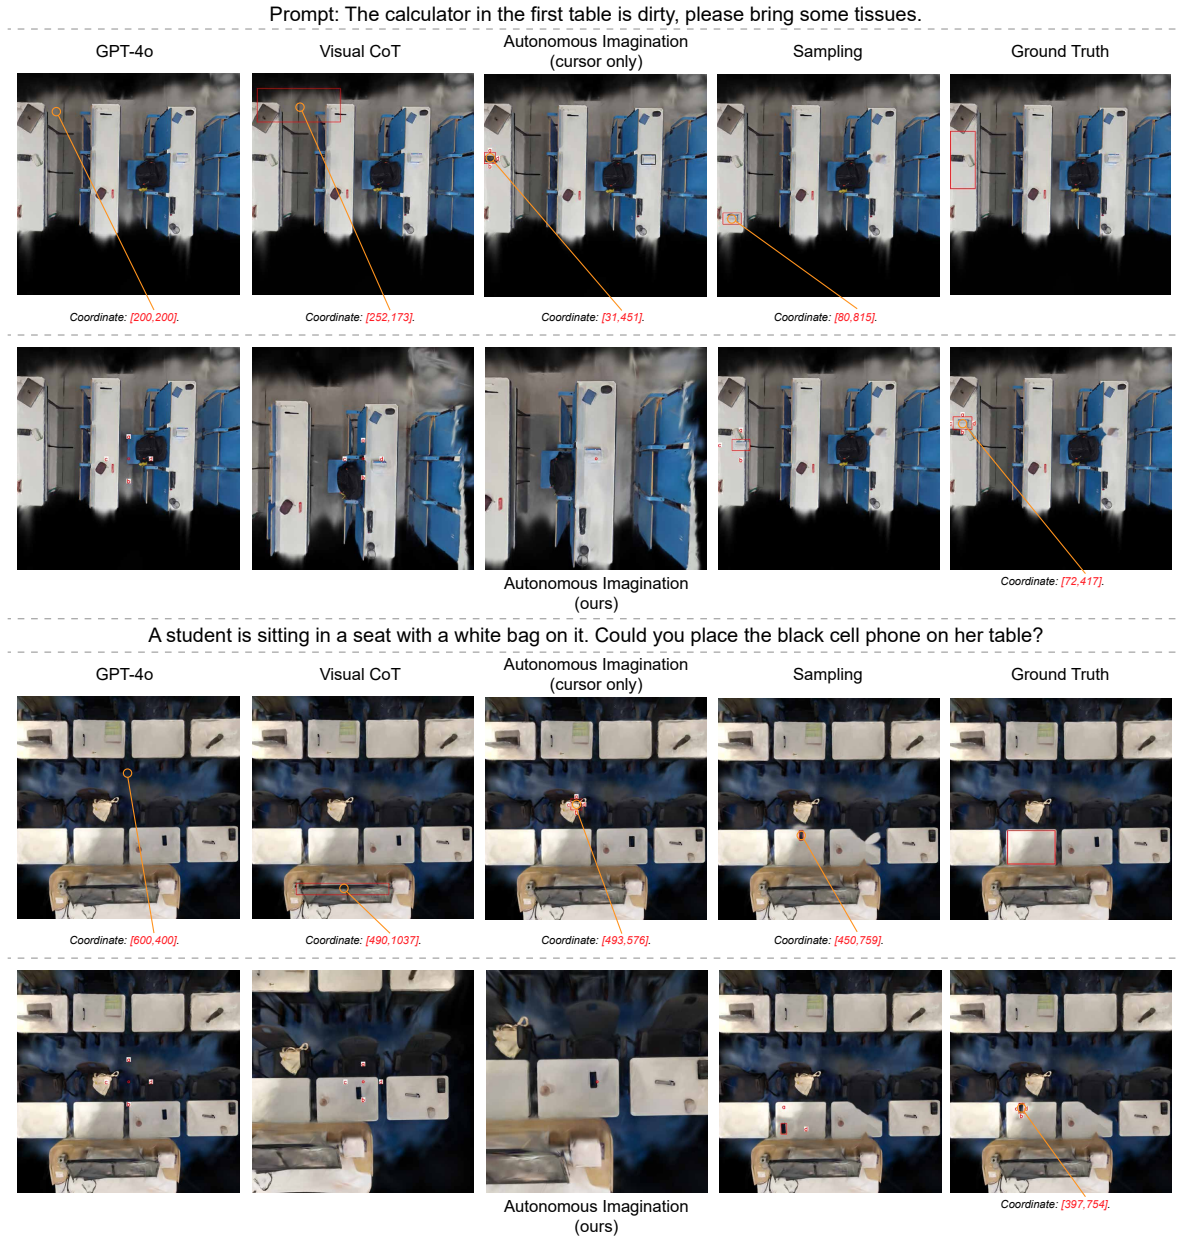 Prompt: The calculator in the first table is dirty, please bring some tissues.
GPT-4o
Visual CoT
Autonomous Imagination
(cursor only)
Sampling
Ground Truth
Coordinate: [200,200].
Coordinate: [252,173].
Coordinate: [31,451].
Coordinate: [80,815].
Autonomous Imagination
(ours)
Coordinate: [72,417].
A student is sitting in a seat with a white bag on it. Could you place the black cell phone on her table?
GPT-4o
Visual CoT
Autonomous Imagination
(cursor only)
Sampling
Ground Truth
Coordinate: [600,400].
Coordinate: [490,1037].
Coordinate: [493,576].
Coordinate: [450,759].
Autonomous Imagination
(ours)
Coordinate: [397,754].